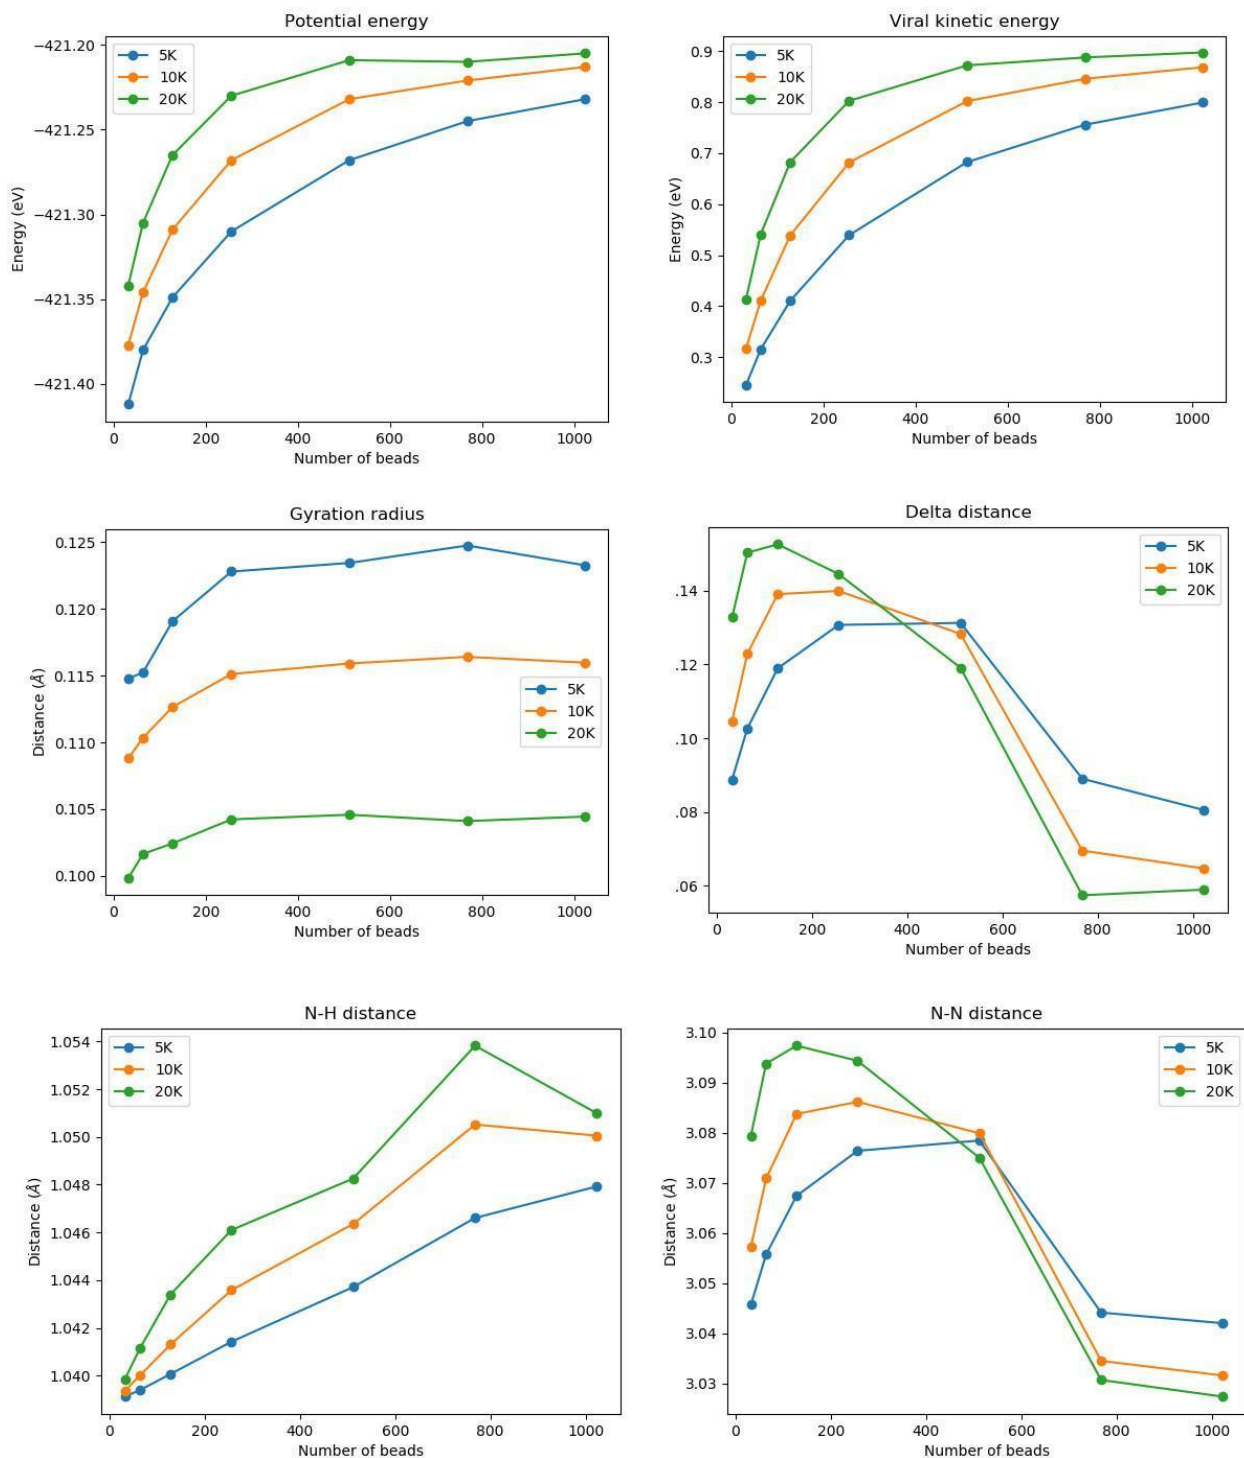 Potential energy
5K
10K
20K
−421.20
−421.25
−421.30
−421.35
−421.40
Energy (eV)
0 200 400 600 800 1000
Number of beads
Viral kinetic energy
5K
10K
20K
0.9
0.8
0.7
0.6
0.5
0.4
0.3
Energy (eV)
0 200 400 600 800 1000
Number of beads
Gyration radius
0.125
0.120
0.115
0.110
0.105
0.100
Distance (Å)
5K
10K
20K
0 200 400 600 800 1000
Number of beads
Delta distance
5K
10K
20K
.14
.12
.10
.08
.06
0 200 400 600 800 1000
Number of beads
N-H distance
5K
10K
20K
1.054
1.052
1.050
1.048
1.046
1.044
1.042
1.040
Distance (Å)
0 200 400 600 800 1000
Number of beads
N-N distance
5K
10K
20K
3.10
3.09
3.08
3.07
3.06
3.05
3.04
3.03
Distance (Å)
0 200 400 600 800 1000
Number of beads